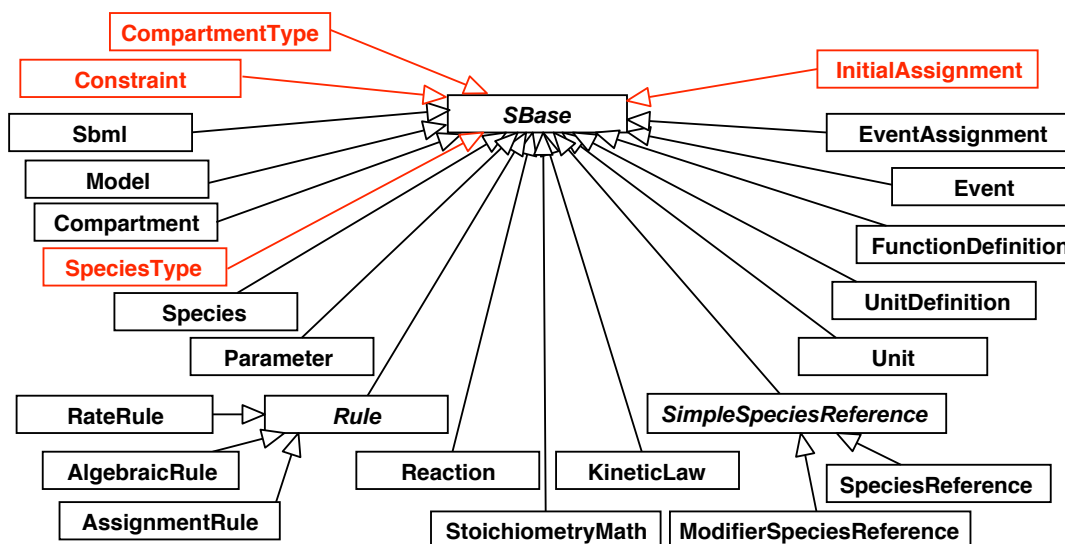 CompartmentType
Constraint
InitialAssignment
SBase
Sbml
EventAssignment
Model
Event
Compartment
FunctionDefinition
SpeciesType
Species
UnitDefinition
Parameter
Unit
RateRule
Rule
SimpleSpeciesReference
AlgebraicRule
Reaction
KineticLaw
SpeciesReference
AssignmentRule
StoichiometryMath
ModifierSpeciesReference